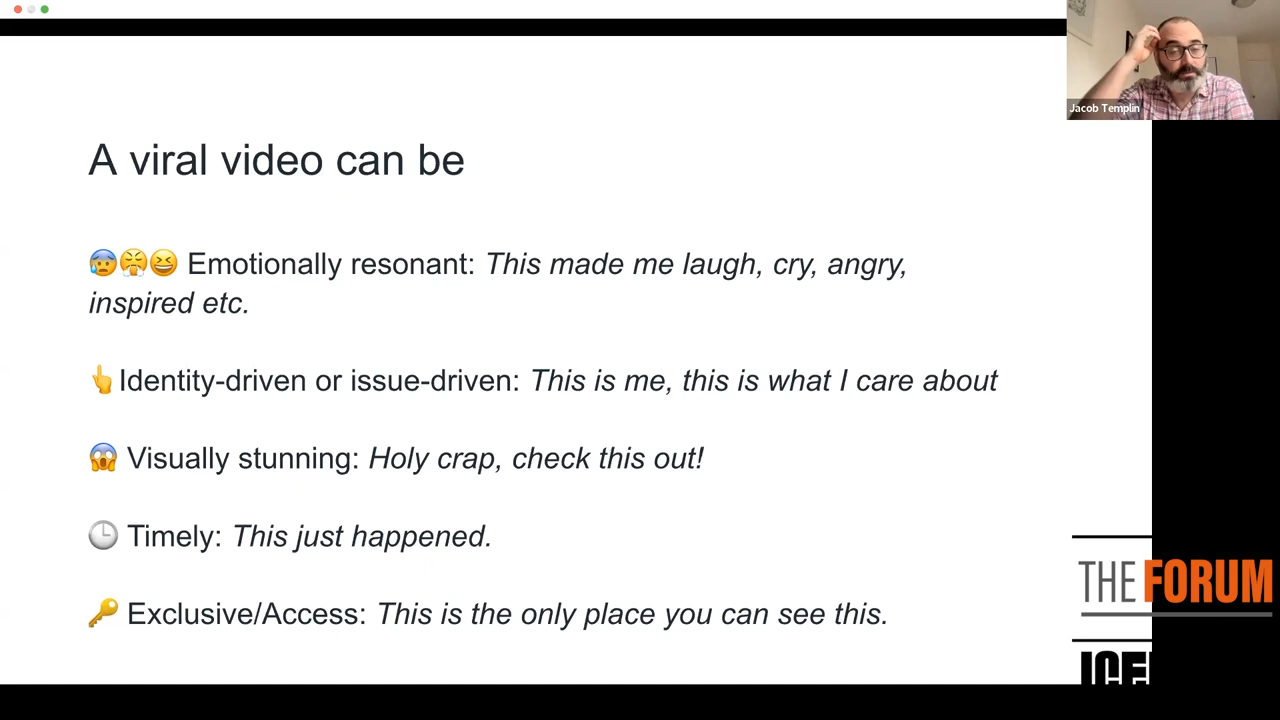 Jacob Templin
A viral video can be
😰😤😆 Emotionally resonant: This made me laugh, cry, angry,
inspired etc.
👆Identity-driven or issue-driven: This is me, this is what I care about
😱 Visually stunning: Holy crap, check this out!
🕒 Timely: This just happened.
🔑 Exclusive/Access: This is the only place you can see this.
THE FORUM